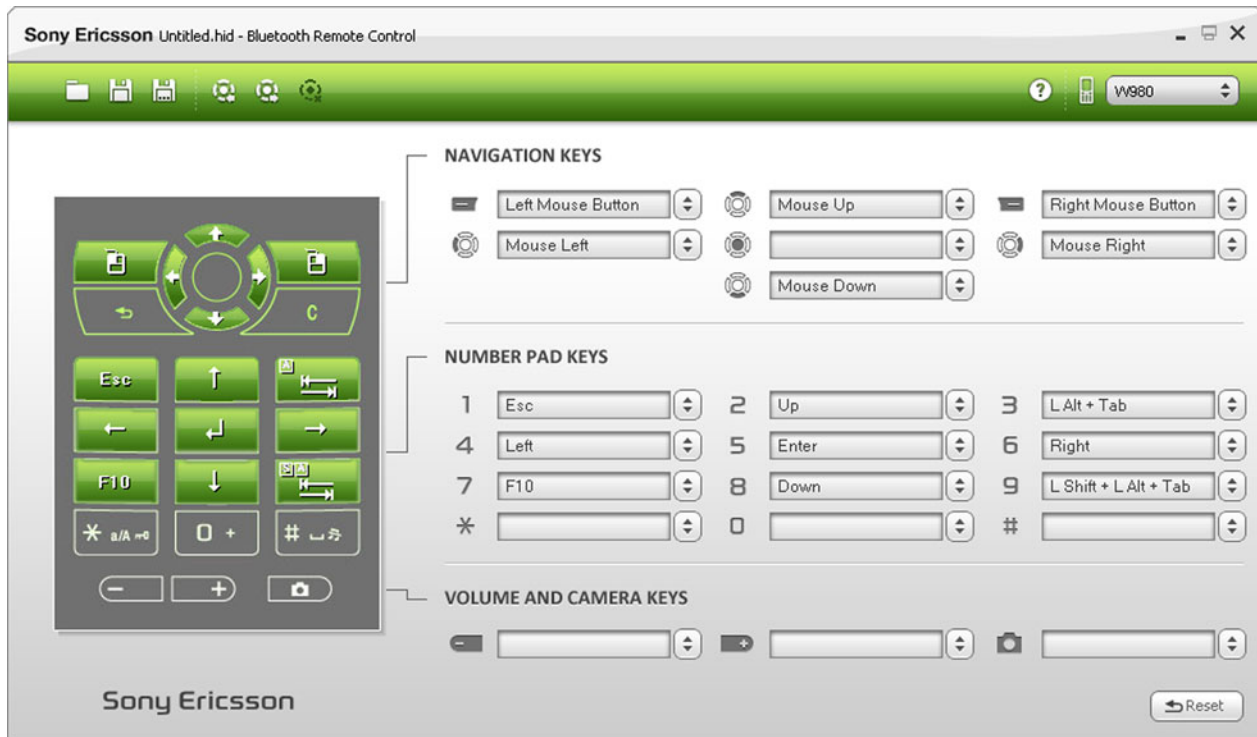 Sony Ericsson Untitled.hid - Bluetooth Remote Control
? W980
NAVIGATION KEYS
Left Mouse Button Mouse Up Right Mouse Button
Mouse Left Mouse Right
Mouse Down
C
NUMBER PAD KEYS
Esc A
1 Esc 2 Up 3 L Alt + Tab
4 Left 5 Enter 6 Right
F10 S A
7 F10 8 Down 9 L Shift + L Alt + Tab
* a/A 0 + #
* 0 #
- +
VOLUME AND CAMERA KEYS
- +
Sony Ericsson
Reset